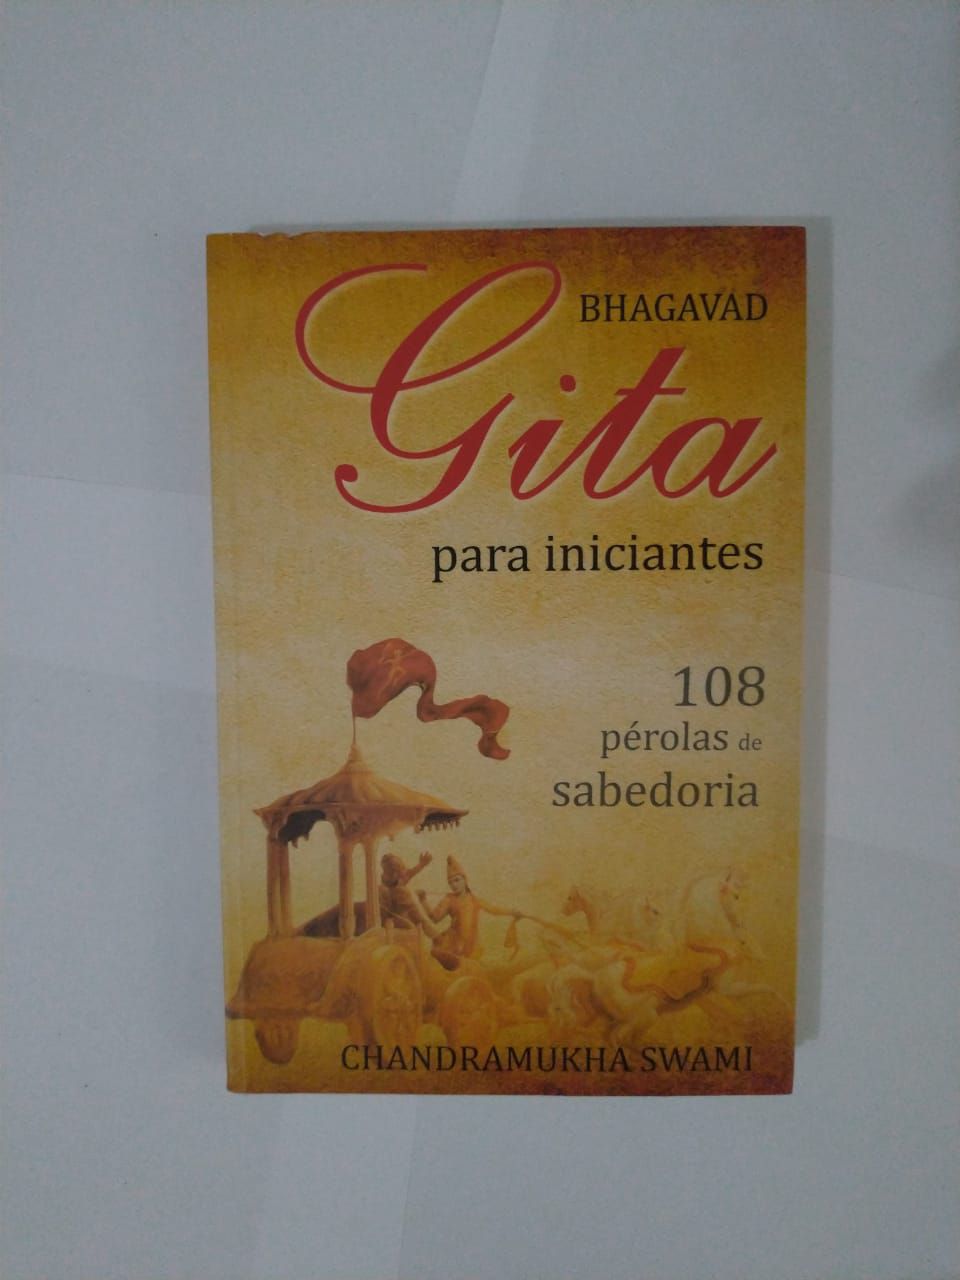 BHAGAVAD
Gita
para iniciantes
108
pérolas de
sabedoria
CHANDRAMUKHA SWAMI